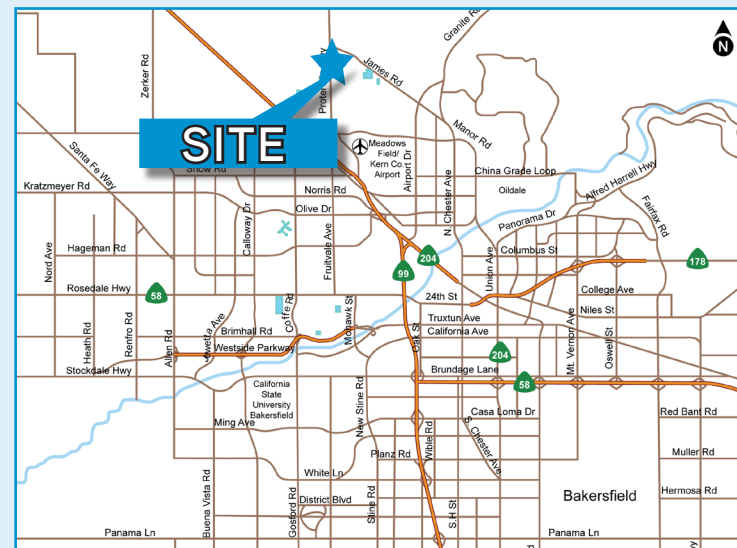 Granite Rd
N
James Rd
Zerker Rd
SITE
Manor Rd
Meadows
Field/
Kern Co.
Airport
Airport Dr
Santa Fe Way
China Grade Loop
Kratzmeyer Rd
Norris Rd
Oildale
Alfred Harrell Hwy
N. Chester Ave
Olive Dr
Panorama Dr
Fairfax Rd
Calloway Dr
Fruitvale Ave
Nord Ave
Hageman Rd
Columbus St
204
178
99
Union Ave
Rosedale Hwy
58
24th St
College Ave
Coffe Rd
Mohawk St
Niles St
Truxtun Ave
Heath Rd
Renfro Rd
Allen Rd
Brimhall Rd
California Ave
Oak St
Mt. Vernon Ave
Oswell St
Westside Parkway
204
Stockdale Hwy
Brundage Lane
58
California
State
University
Bakersfield
New Stine Rd
Casa Loma Dr
Red Bant Rd
Ming Ave
Wible Rd
S. Chester Ave
Planz Rd
Muller Rd
White Ln
Buena Vista Rd
Gosford Rd
District Blvd
Stine Rd
S.H St
Bakersfield
Hermosa Rd
Panama Ln
Panama Ln